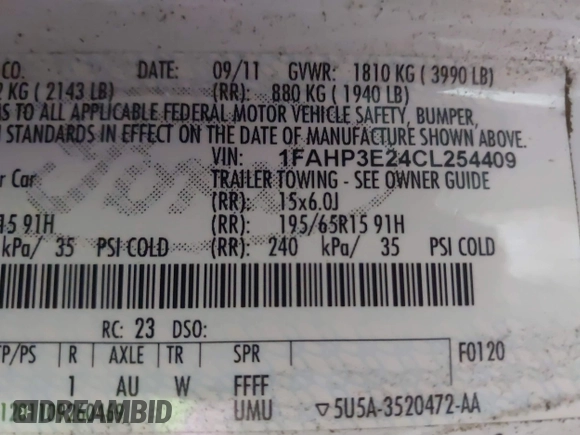 CO. DATE: 09/11 GVWR: 1810 KG ( 3990 LB)
2 KG ( 2143 LB) (RR): 880 KG ( 1940 LB)
S TO ALL APPLICABLE FEDERAL MOTOR VEHICLE SAFETY, BUMPER,
STANDARDS IN EFFECT ON THE DATE OF MANUFACTURE SHOWN ABOVE.
VIN: 1FAHP3E24CL254409
r Car TRAILER TOWING - SEE OWNER GUIDE
(RR): 15x6.0J
15 91H (RR): 195/65R15 91H
kPa/ 35 PSI COLD (RR): 240 kPa/ 35 PSI COLD
RC: 23 DSO:
TP/PS R AXLE TR SPR F0120
1 AU W FFFF
UMU ▽5U5A-3520472-AA
DREAMBID